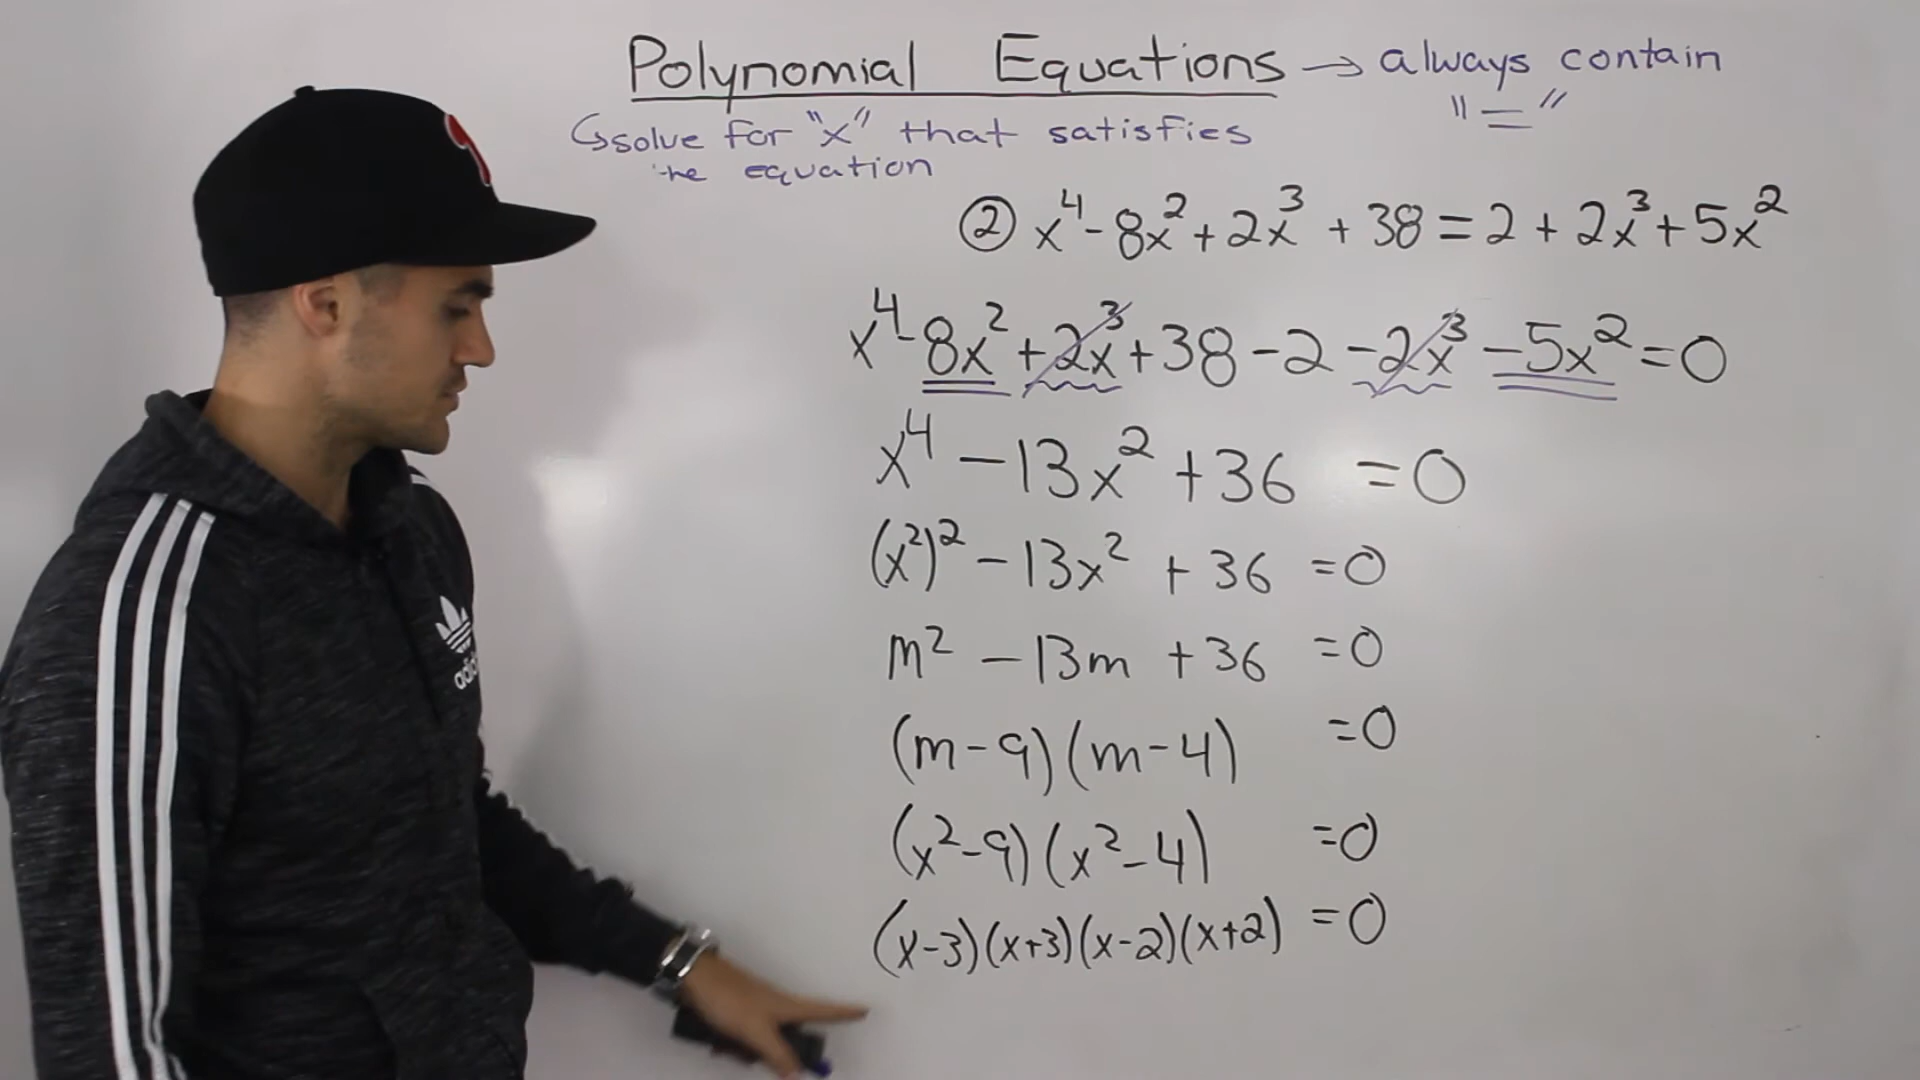 Polynomial Equations → always contain
"="
↳ solve for "x" that satisfies
the equation
② x⁴ - 8x² + 2x³ + 38 = 2 + 2x³ + 5x²
x⁴ - 8x² + 2x³ + 38 - 2 - 2x³ - 5x² = 0
x⁴ - 13x² + 36 = 0
(x²)² - 13x² + 36 = 0
m² - 13m + 36 = 0
(m - 9)(m - 4) = 0
(x² - 9)(x² - 4) = 0
(x - 3)(x + 3)(x - 2)(x + 2) = 0